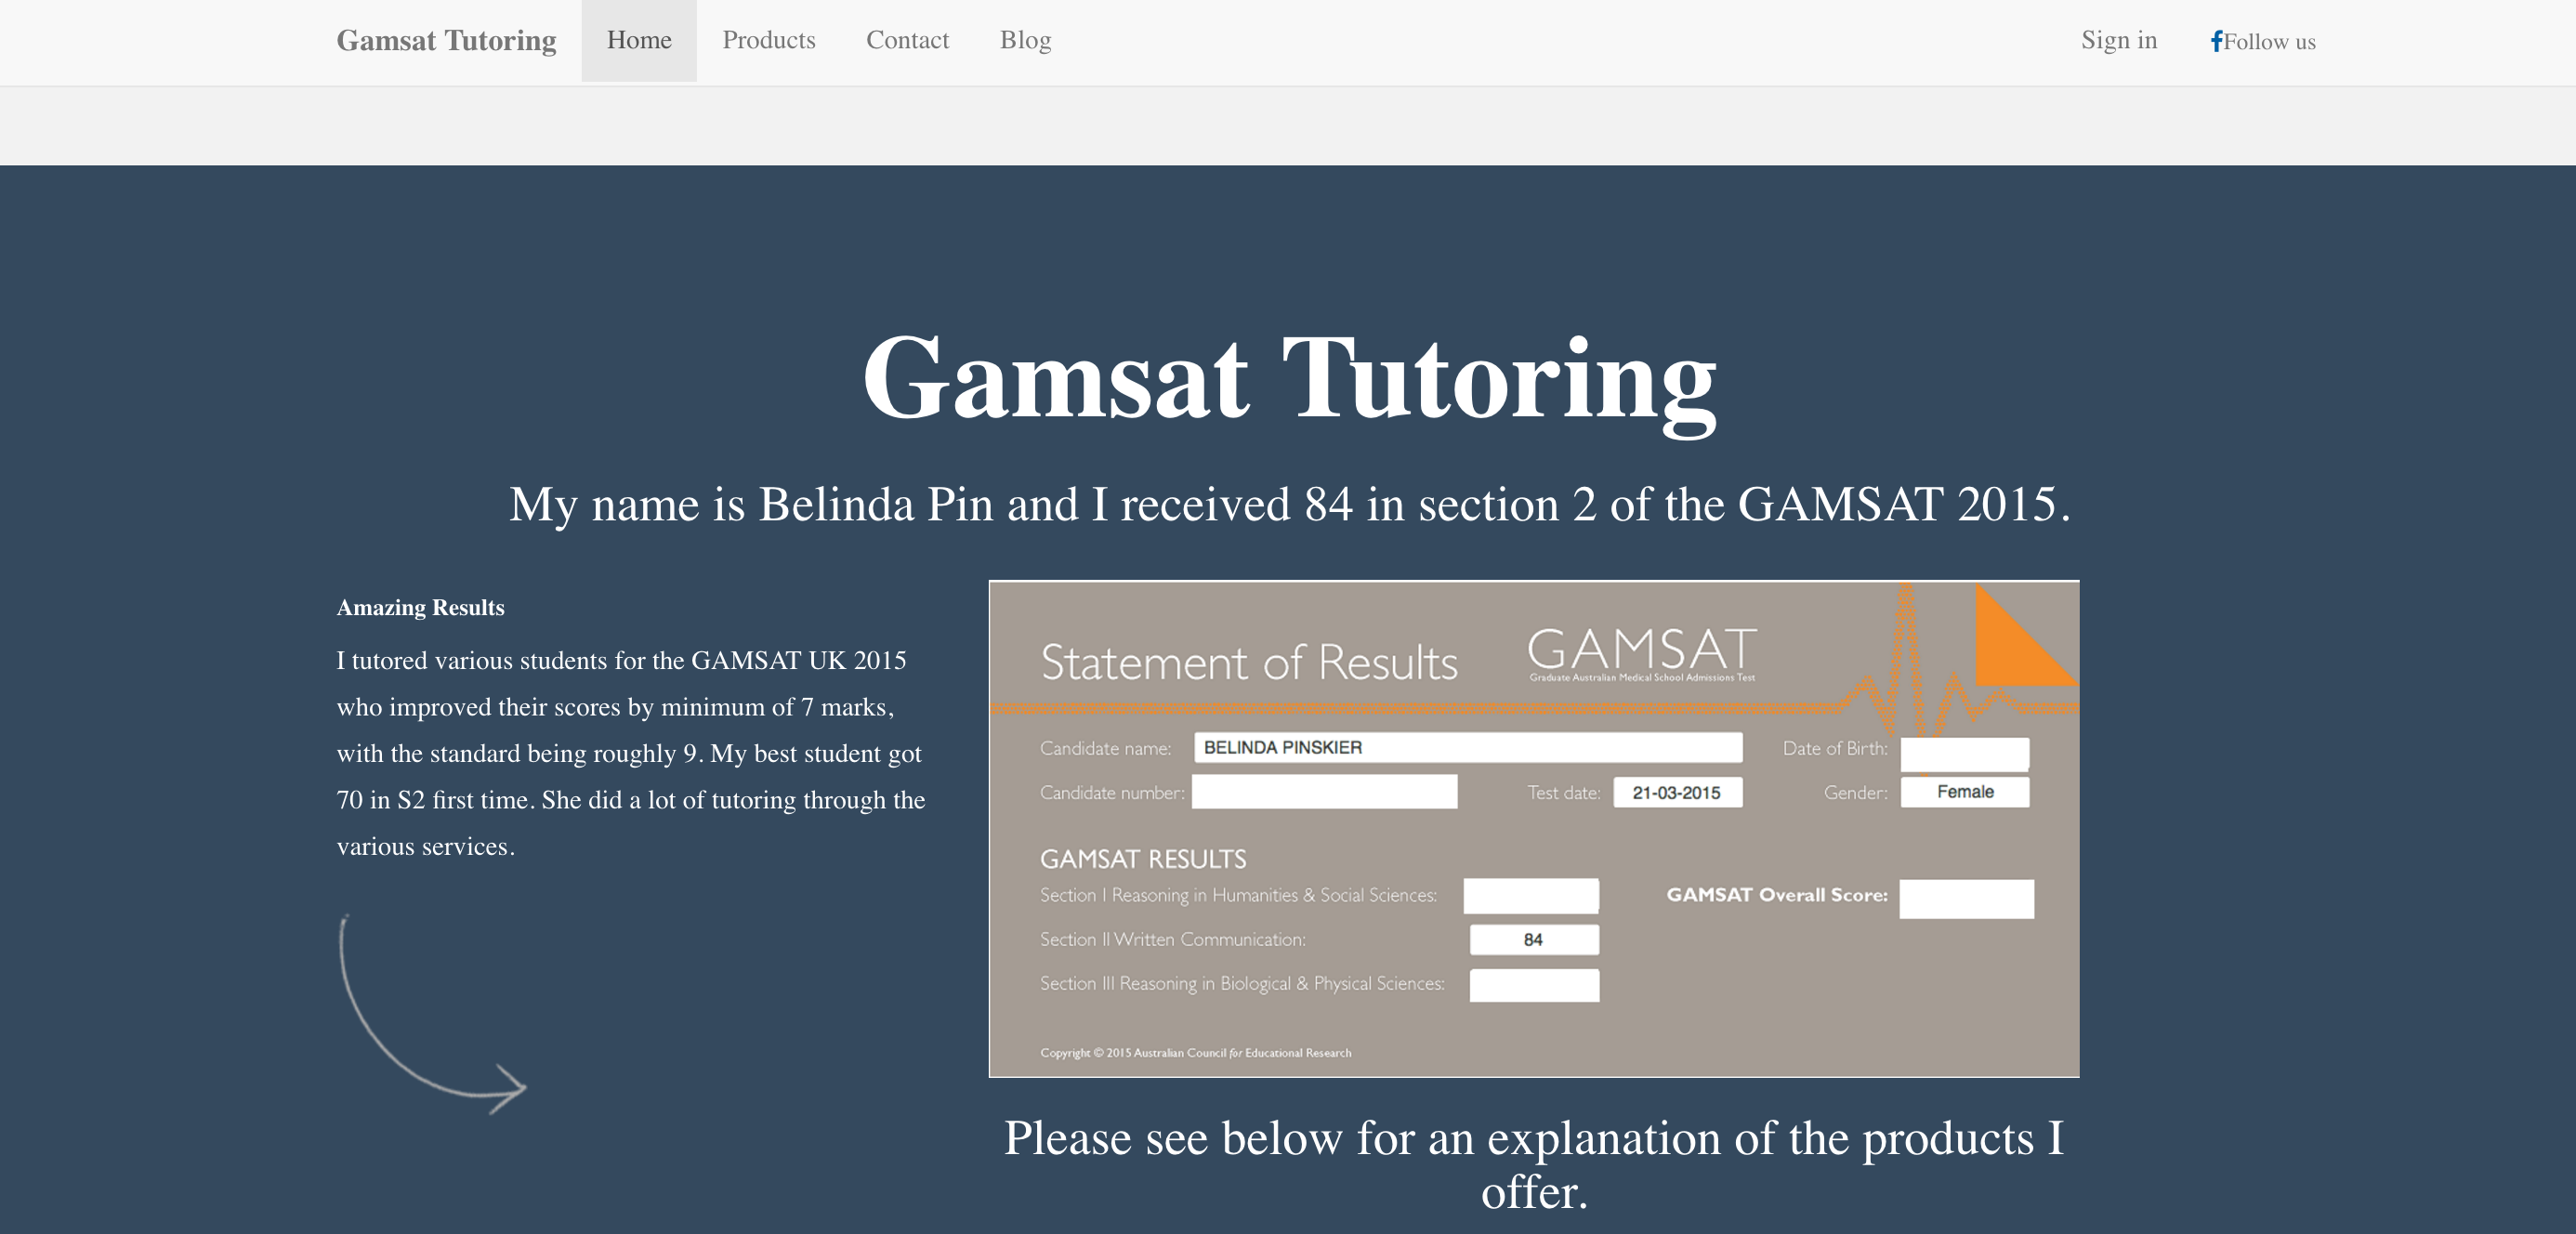 Gamsat Tutoring Home Products Contact Blog Sign in Follow us
Gamsat Tutoring
My name is Belinda Pin and I received 84 in section 2 of the GAMSAT 2015.
Amazing Results
I tutored various students for the GAMSAT UK 2015
who improved their scores by minimum of 7 marks,
with the standard being roughly 9. My best student got
70 in S2 first time. She did a lot of tutoring through the
various services.
Statement of Results GAMSAT
Graduate Australian Medical School Admissions Test
Candidate name: BELINDA PINSKIER Date of Birth:
Candidate number: Test date: 21-03-2015 Gender: Female
GAMSAT RESULTS
Section I Reasoning in Humanities & Social Sciences: GAMSAT Overall Score:
Section II Written Communication: 84
Section III Reasoning in Biological & Physical Sciences:
Copyright © 2015 Australian Council for Educational Research
Please see below for an explanation of the products I
offer.